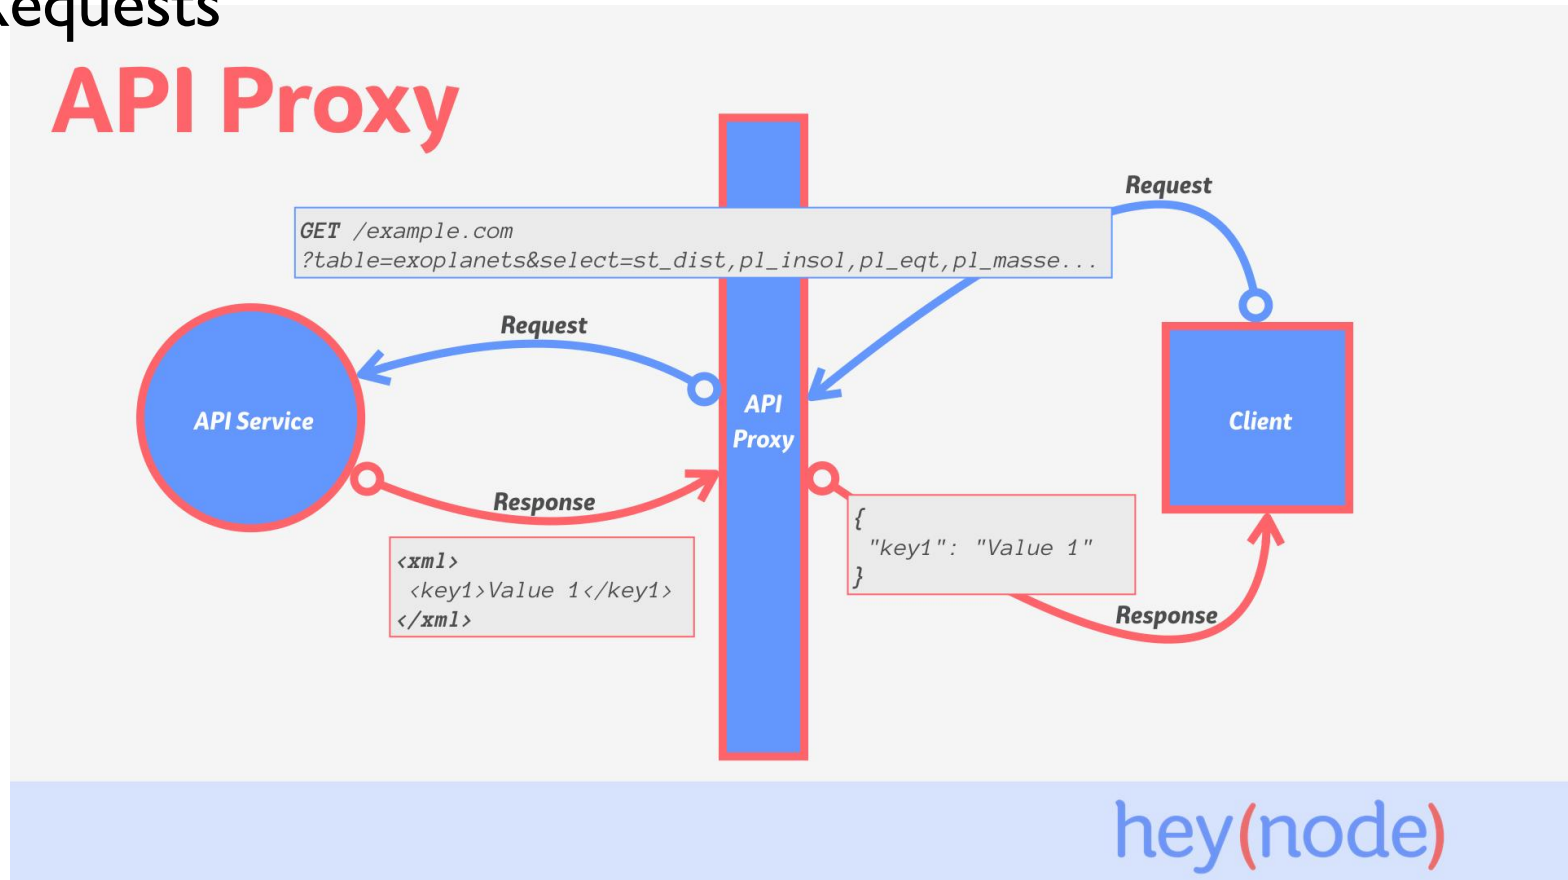 Requests
API Proxy
Request
GET /example.com
?table=exoplanets&select=st_dist,pl_insol,pl_eqt,pl_masse...
Request
API Service
API
Proxy
Client
Response
<xml>
<key1>Value 1</key1>
</xml>
{
"key1": "Value 1"
}
Response
hey(node)